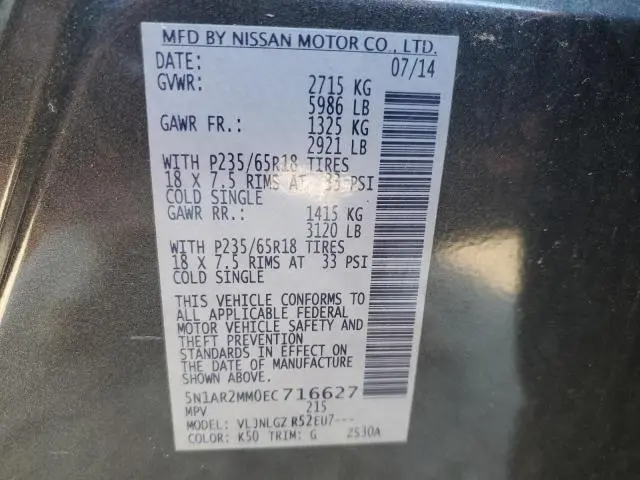 MFD BY NISSAN MOTOR CO., LTD.
DATE: 07/14
GVWR: 2715 KG
5986 LB
GAWR FR.: 1325 KG
2921 LB
WITH P235/65R18 TIRES
18 X 7.5 RIMS AT 33 PSI
COLD SINGLE
GAWR RR.: 1415 KG
3120 LB
WITH P235/65R18 TIRES
18 X 7.5 RIMS AT 33 PSI
COLD SINGLE
THIS VEHICLE CONFORMS TO
ALL APPLICABLE FEDERAL
MOTOR VEHICLE SAFETY AND
THEFT PREVENTION
STANDARDS IN EFFECT ON
THE DATE OF MANUFACTURE
SHOWN ABOVE.
5N1AR2MM0EC716627
MPV 215
MODEL: VLJNLGZ R52EU7---
COLOR: K50 TRIM: G 2S30A